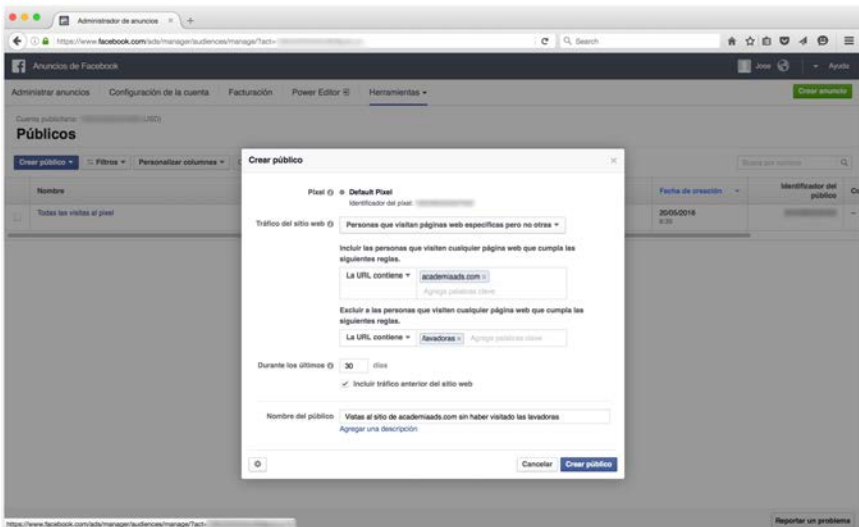 Administrador de anuncios
https://www.facebook.com/ads/manager/audiences/manage/?act=
Search
Anuncios de Facebook
Jose
Ayuda
Administrar anuncios Configuración de la cuenta Facturación Power Editor Herramientas
Crear anuncio
Cuenta publicitaria: (USD)
Públicos
Crear público Filtros Personalizar columnas
Busca por nombre
Nombre Fecha de creación Identificador del público
Todas las visitas al pixel 20/05/2016
Crear público
Pixel Default Pixel
Identificador del pixel:
Tráfico del sitio web Personas que visitan páginas web específicas pero no otras
Incluir las personas que visiten cualquier página web que cumpla las
siguientes reglas.
La URL contiene academiaads.com ×
Agrega palabras clave
Excluir a las personas que visiten cualquier página web que cumpla las
siguientes reglas.
La URL contiene /lavadoras × Agrega palabras clave
Durante los últimos 30 días
Incluir tráfico anterior del sitio web
Nombre del público Vistas al sitio de academiaads.com sin haber visitado las lavadoras
Agregar una descripción
Cancelar Crear público
Reportar un problema
https://www.facebook.com/ads/manager/audiences/manage/?act=